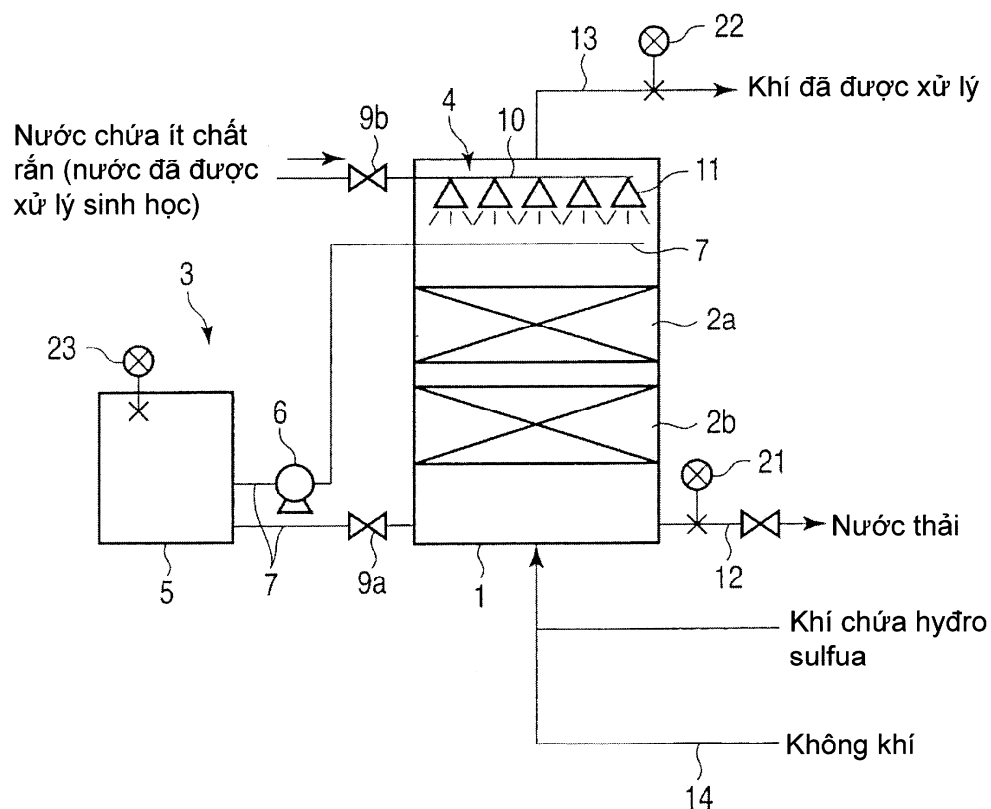 22
13
Khí đã được xử lý
Nước chứa ít chất
rắn (nước đã được
xử lý sinh học)
9b
4
10
11
7
3
2a
23
6
2b
21
Nước thải
5
7
9a
1
12
Khí chứa hyđro
sulfua
Không khí
14